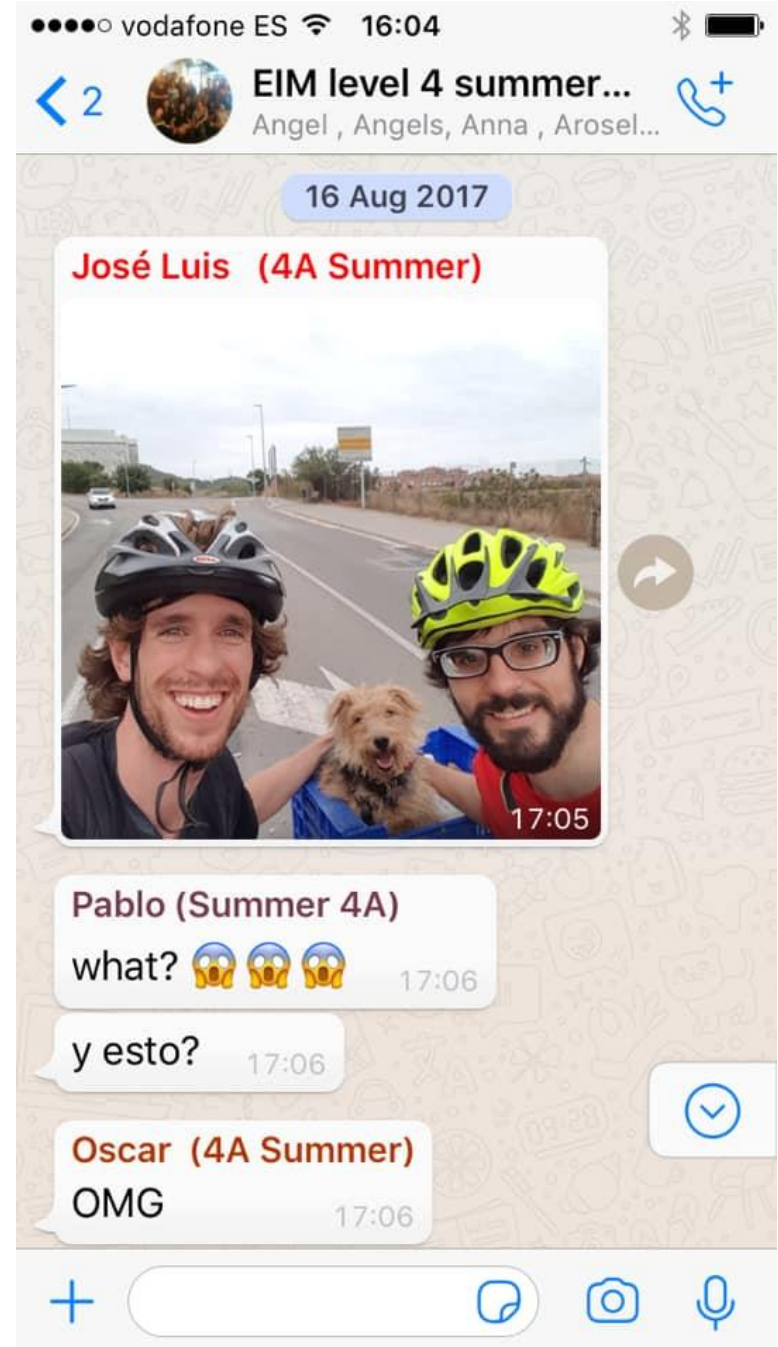 vodafone ES 16:04
2 EIM level 4 summer...
Angel , Angels, Anna , Arosel...
16 Aug 2017
José Luis (4A Summer)
BELL
17:05
Pablo (Summer 4A)
what? 😱😱😱 17:06
y esto? 17:06
Oscar (4A Summer)
OMG 17:06